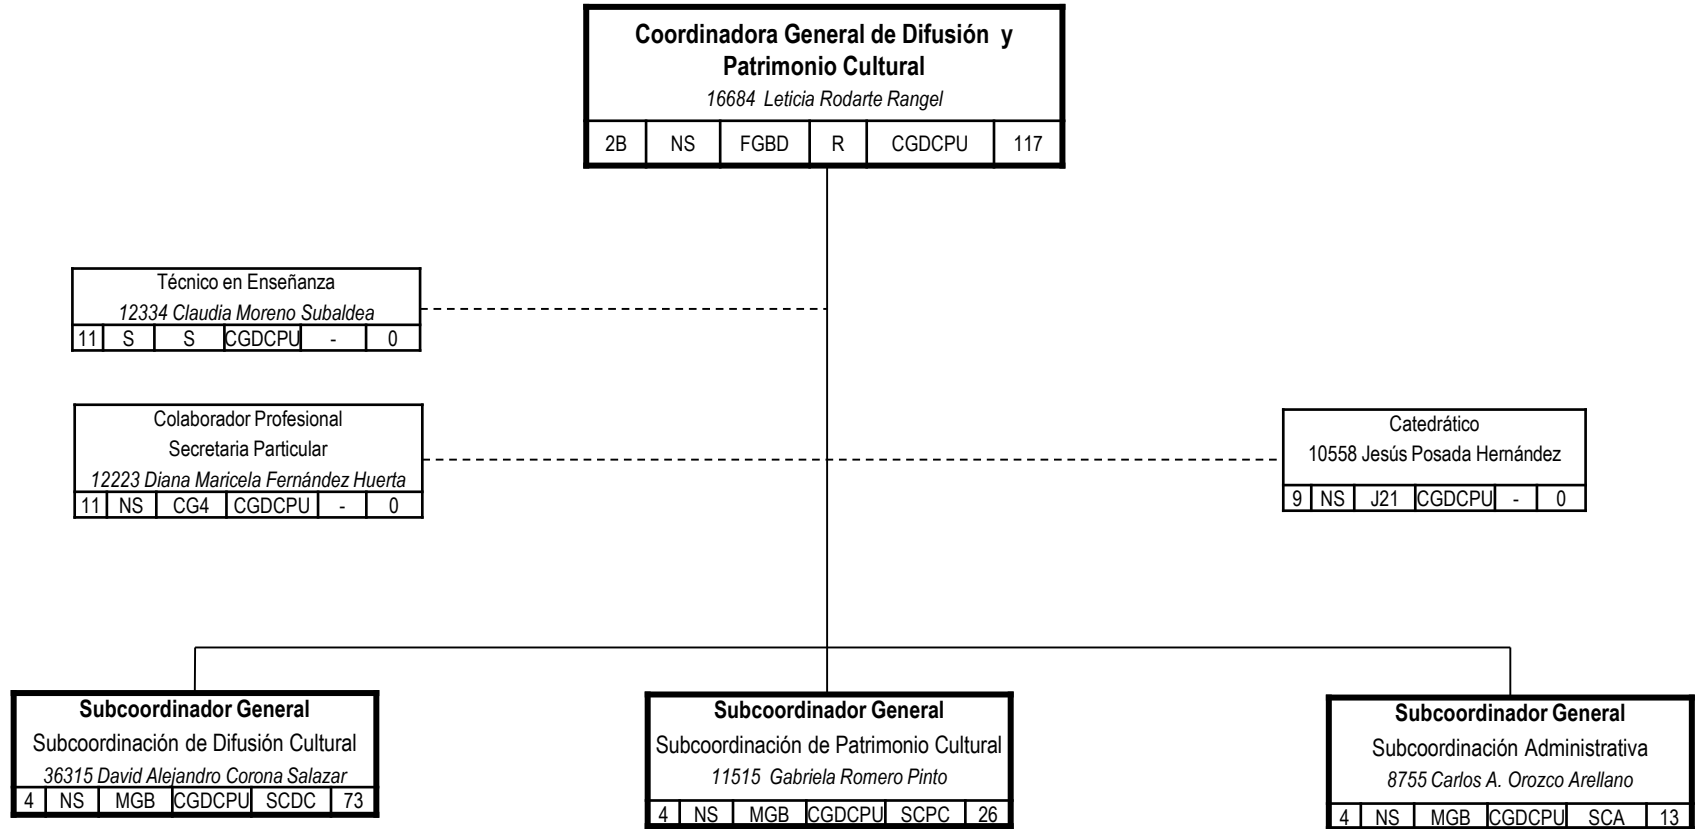 Coordinadora General de Difusión y
Patrimonio Cultural
16684 Leticia Rodarte Rangel
2B NS FGBD R CGDCPU 117
Técnico en Enseñanza
12334 Claudia Moreno Subaldea
11 S S CGDCPU - 0
Colaborador Profesional
Secretaria Particular
12223 Diana Maricela Fernández Huerta
11 NS CG4 CGDCPU - 0
Catedrático
10558 Jesús Posada Hernández
9 NS J21 CGDCPU - 0
Subcoordinador General
Subcoordinación de Difusión Cultural
36315 David Alejandro Corona Salazar
4 NS MGB CGDCPU SCDC 73
Subcoordinador General
Subcoordinación de Patrimonio Cultural
11515 Gabriela Romero Pinto
4 NS MGB CGDCPU SCPC 26
Subcoordinador General
Subcoordinación Administrativa
8755 Carlos A. Orozco Arellano
4 NS MGB CGDCPU SCA 13